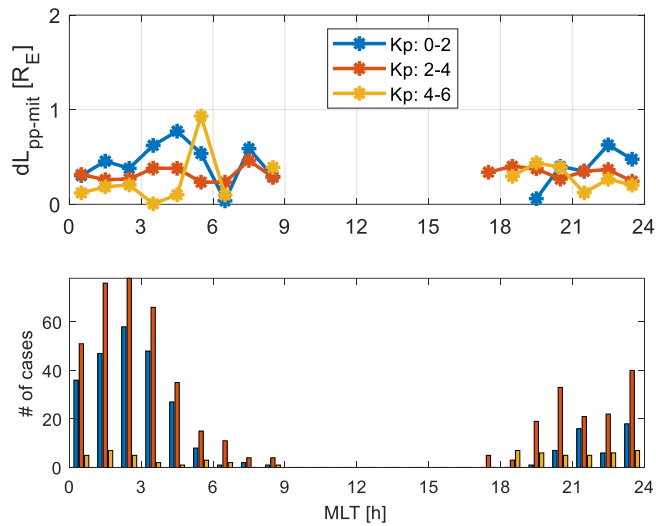 2
1
0
dL_pp-mit [R_E]
Kp: 0-2
Kp: 2-4
Kp: 4-6
0 3 6 9 12 15 18 21 24
60
40
20
0
# of cases
0 3 6 9 12 15 18 21 24
MLT [h]